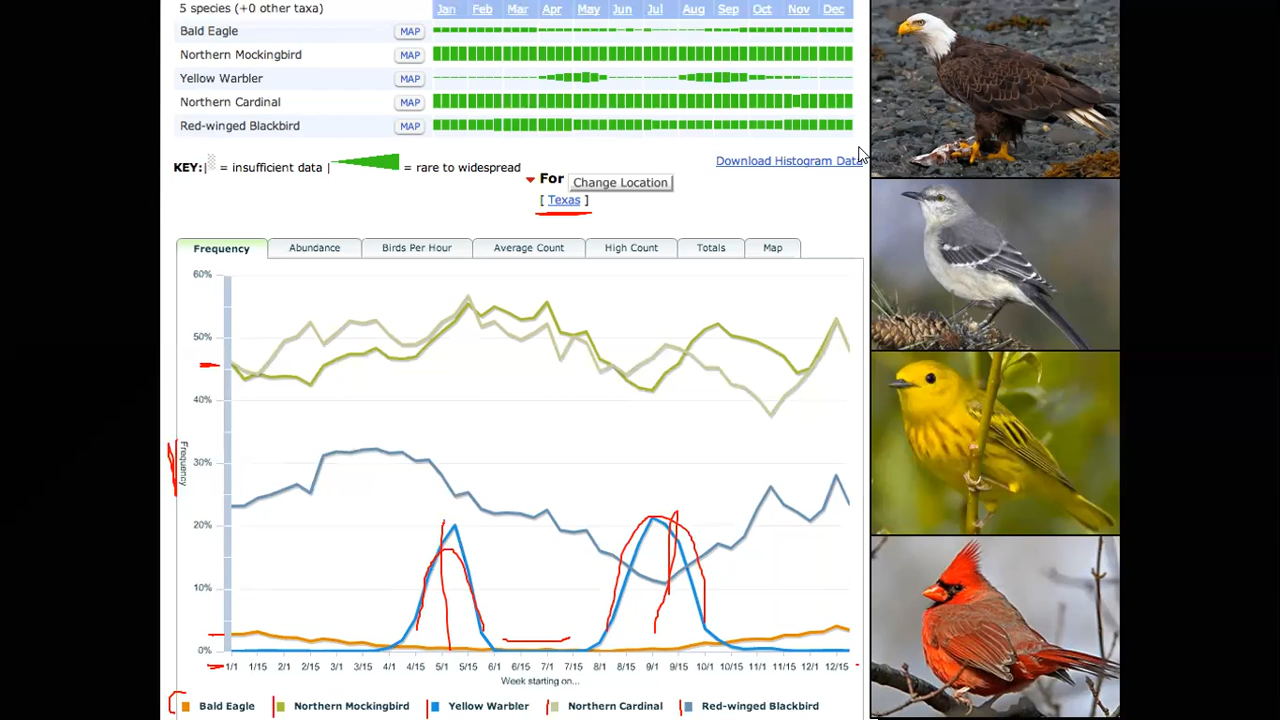 5 species (+0 other taxa) Jan Feb Mar Apr May Jun Jul Aug Sep Oct Nov Dec
Bald Eagle MAP
Northern Mockingbird MAP
Yellow Warbler MAP
Northern Cardinal MAP
Red-winged Blackbird MAP
KEY: | = insufficient data | = rare to widespread
Download Histogram Data
For Change Location
[ Texas ]
Frequency Abundance Birds Per Hour Average Count High Count Totals Map
60%
50%
40%
Frequency
30%
20%
10%
0%
1/1 1/15 2/1 2/15 3/1 3/15 4/1 4/15 5/1 5/15 6/1 6/15 7/1 7/15 8/1 8/15 9/1 9/15 10/1 10/15 11/1 11/15 12/1 12/15
Week starting on...
Bald Eagle Northern Mockingbird Yellow Warbler Northern Cardinal Red-winged Blackbird